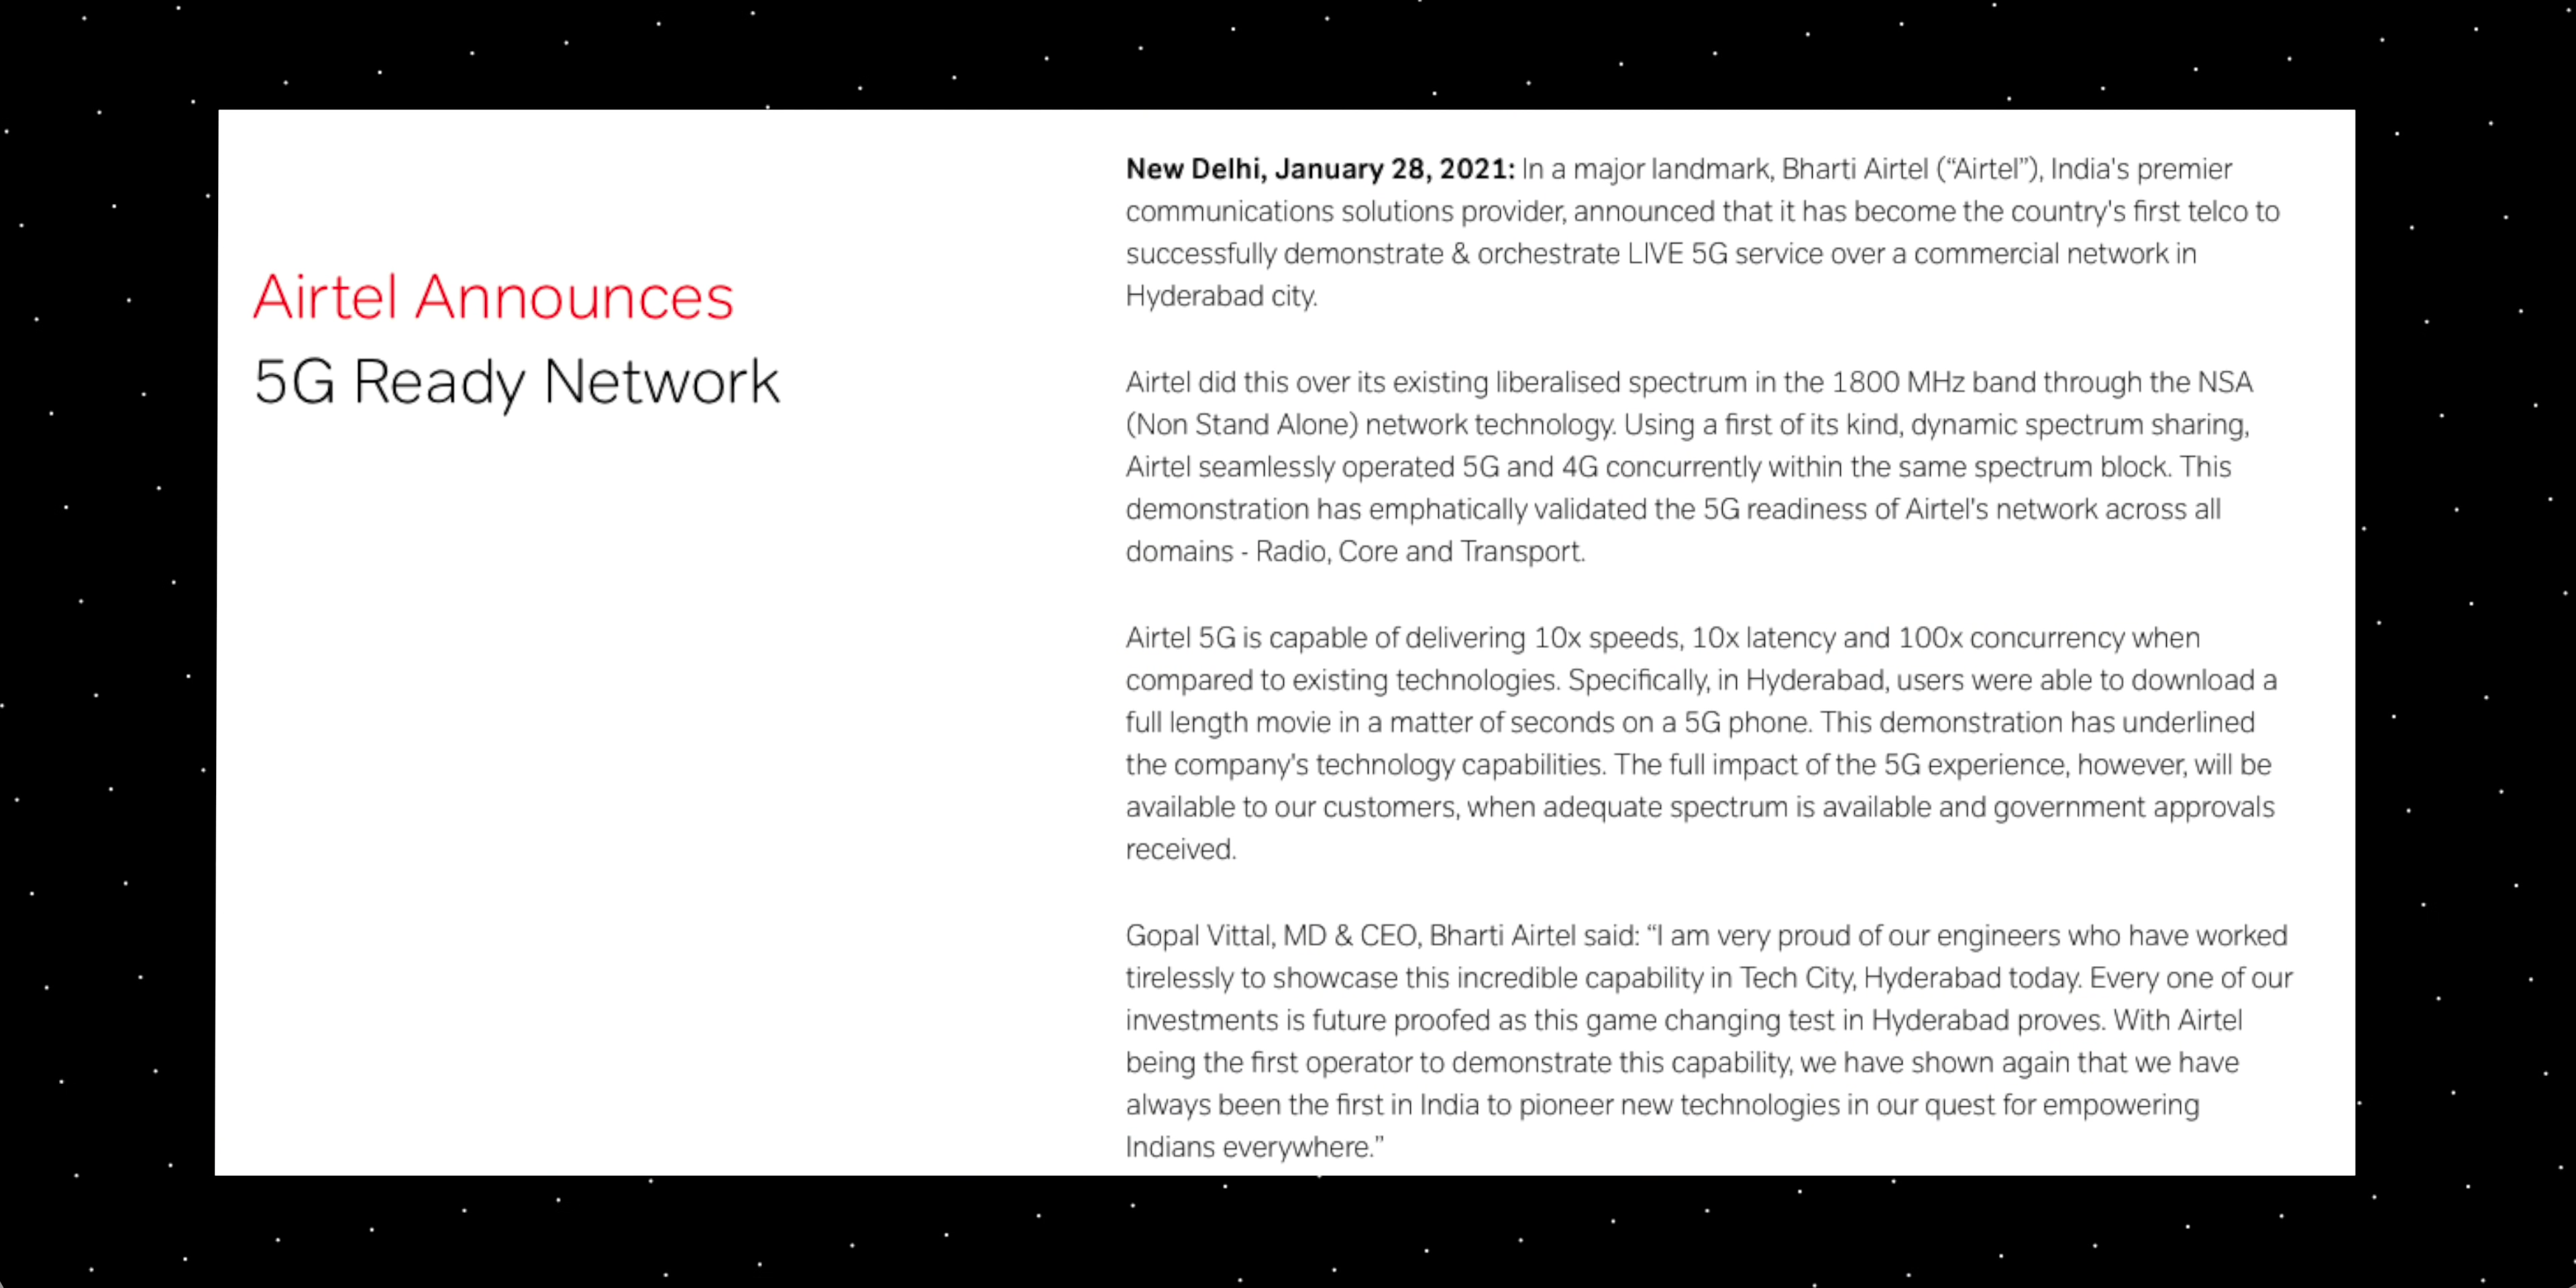 Airtel Announces
5G Ready Network
New Delhi, January 28, 2021: In a major landmark, Bharti Airtel (“Airtel”), India's premier
communications solutions provider, announced that it has become the country's first telco to
successfully demonstrate & orchestrate LIVE 5G service over a commercial network in
Hyderabad city.
Airtel did this over its existing liberalised spectrum in the 1800 MHz band through the NSA
(Non Stand Alone) network technology. Using a first of its kind, dynamic spectrum sharing,
Airtel seamlessly operated 5G and 4G concurrently within the same spectrum block. This
demonstration has emphatically validated the 5G readiness of Airtel's network across all
domains - Radio, Core and Transport.
Airtel 5G is capable of delivering 10x speeds, 10x latency and 100x concurrency when
compared to existing technologies. Specifically, in Hyderabad, users were able to download a
full length movie in a matter of seconds on a 5G phone. This demonstration has underlined
the company's technology capabilities. The full impact of the 5G experience, however, will be
available to our customers, when adequate spectrum is available and government approvals
received.
Gopal Vittal, MD & CEO, Bharti Airtel said: “I am very proud of our engineers who have worked
tirelessly to showcase this incredible capability in Tech City, Hyderabad today. Every one of our
investments is future proofed as this game changing test in Hyderabad proves. With Airtel
being the first operator to demonstrate this capability, we have shown again that we have
always been the first in India to pioneer new technologies in our quest for empowering
Indians everywhere.”